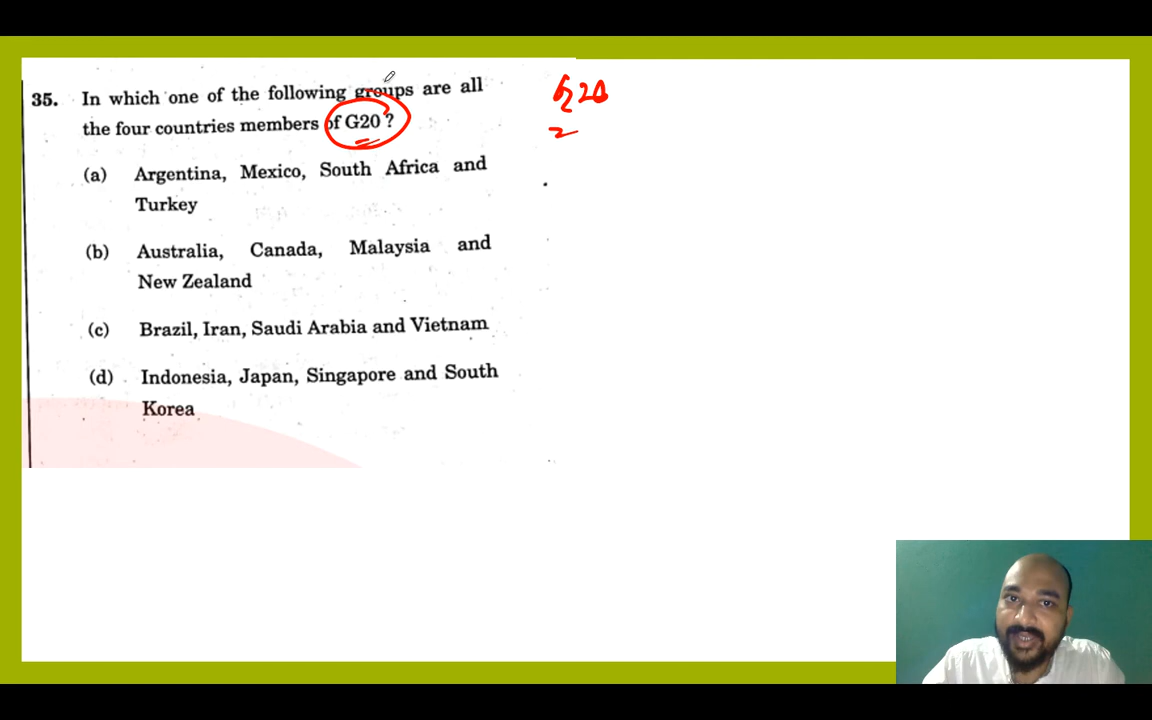 35. In which one of the following groups are all
the four countries members of G20 ?
(a) Argentina, Mexico, South Africa and
Turkey
(b) Australia, Canada, Malaysia and
New Zealand
(c) Brazil, Iran, Saudi Arabia and Vietnam
(d) Indonesia, Japan, Singapore and South
Korea
G20